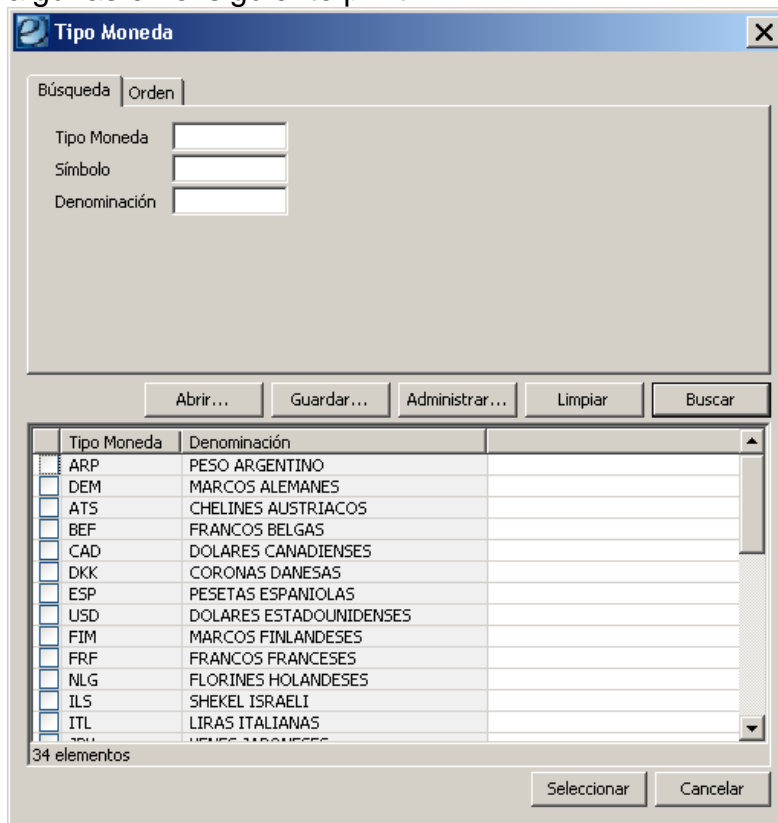 Tipo Moneda
Búsqueda Orden
Tipo Moneda
Símbolo
Denominación
Abrir... Guardar... Administrar... Limpiar Buscar
Tipo Moneda Denominación
ARP PESO ARGENTINO
DEM MARCOS ALEMANES
ATS CHELINES AUSTRIACOS
BEF FRANCOS BELGAS
CAD DOLARES CANADIENSES
DKK CORONAS DANESAS
ESP PESETAS ESPANIOLAS
USD DOLARES ESTADOUNIDENSES
FIM MARCOS FINLANDESES
FRF FRANCOS FRANCESES
NLG FLORINES HOLANDESES
ILS SHEKEL ISRAELI
ITL LIRAS ITALIANAS
34 elementos
Seleccionar Cancelar